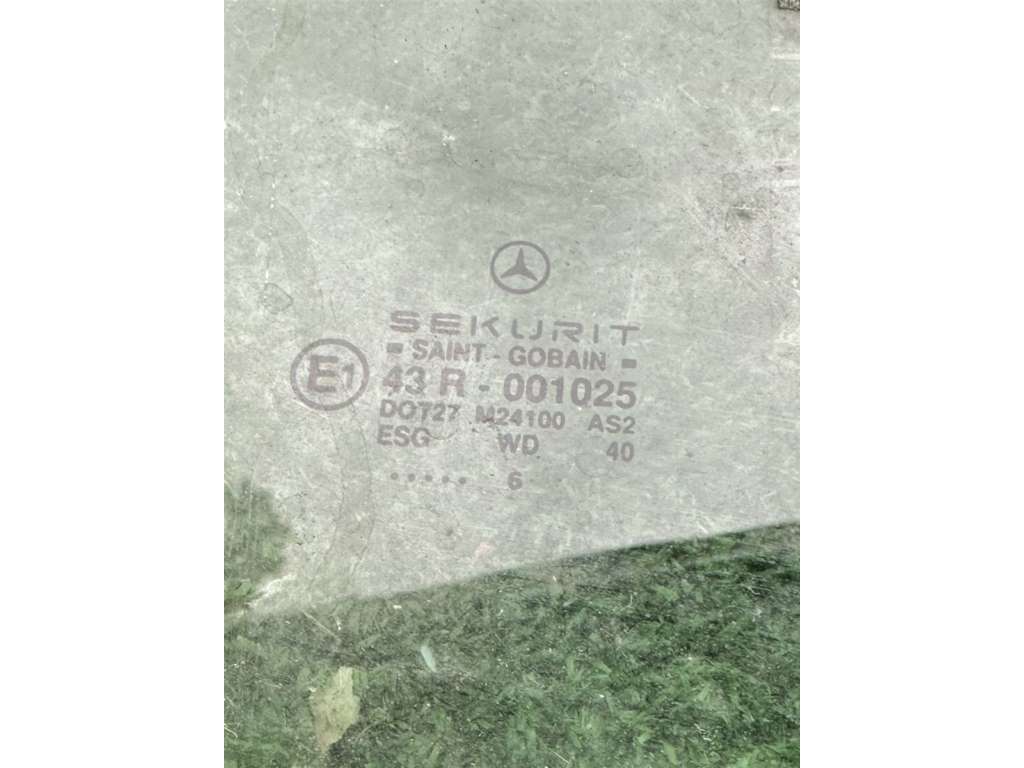 SEKURIT
- SAINT - GOBAIN -
E1
43 R - 001025
DOT27 M24100 AS2
ESG WD 40
..... 6